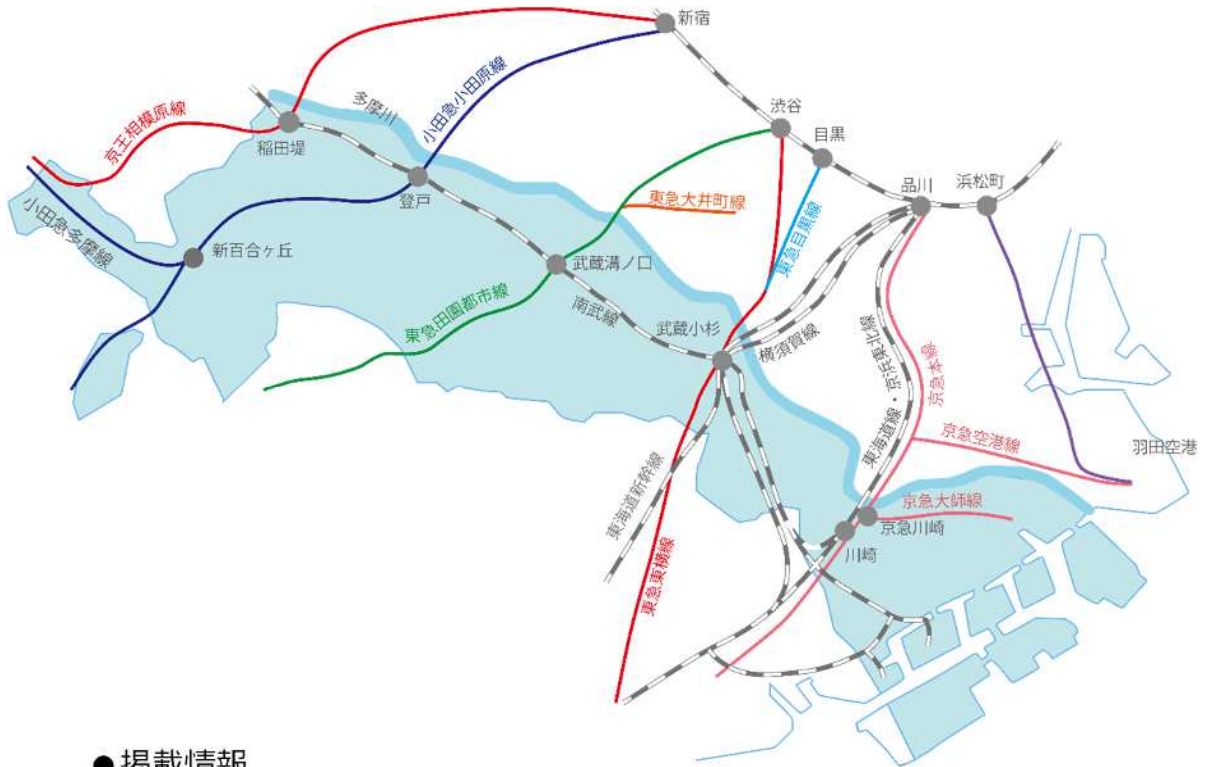 新宿
多摩川
小田急小田原線
京王相模原線
稲田堤
渋谷
目黒
登戸
東急大井町線
東急目黒線
品川
浜松町
小田急多摩線
新百合ヶ丘
武蔵溝ノ口
東急田園都市線
南武線
武蔵小杉
横須賀線
東海道線・京浜東北線
京急本線
京急空港線
羽田空港
東海道新幹線
京急大師線
京急川崎
川崎
東急東横線
●掲載情報